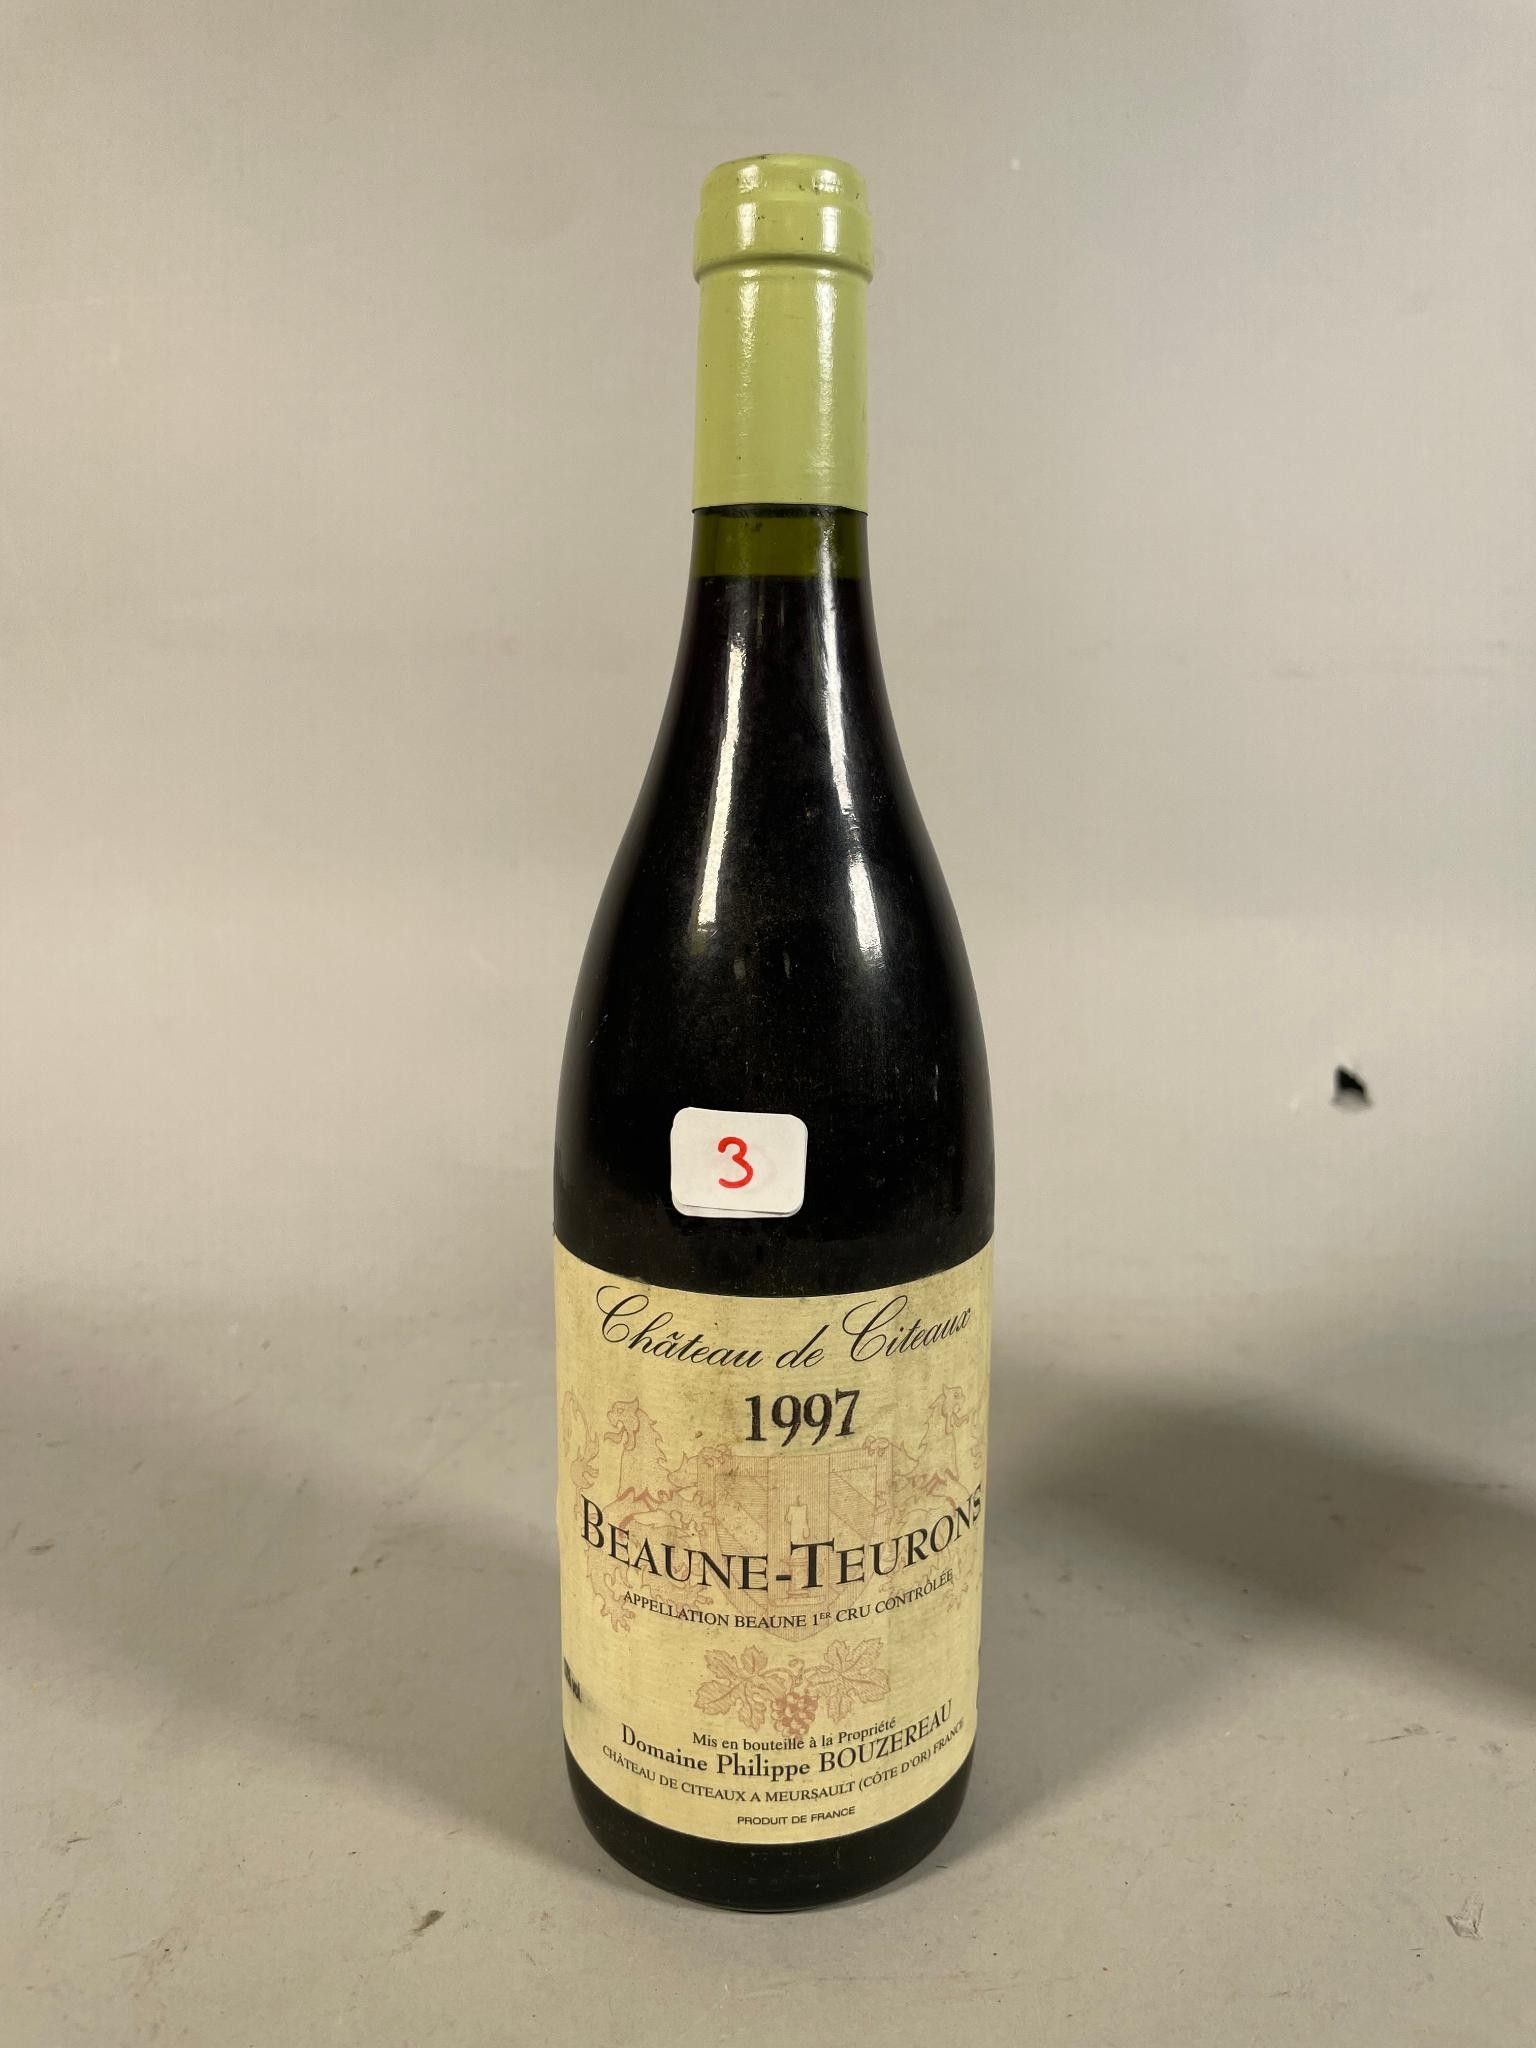 3
Château de Citeaux
1997
BEAUNE-TEURONS
APPELLATION BEAUNE 1ER CRU CONTRÔLÉE
Mis en bouteille à la Propriété
Domaine Philippe BOUZEREAU
CHÂTEAU DE CITEAUX A MEURSAULT (CÔTE D'OR) FRANCE
PRODUIT DE FRANCE